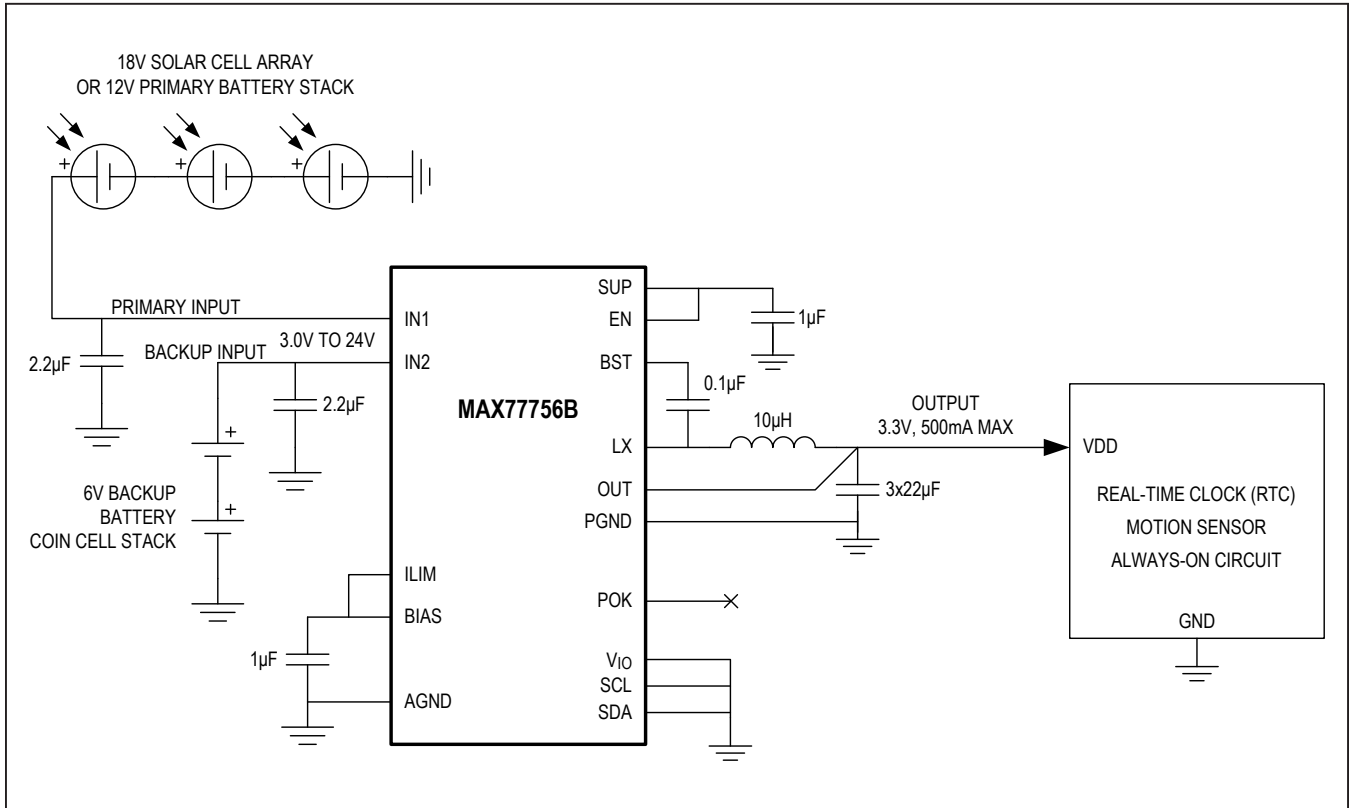 18V SOLAR CELL ARRAY
OR 12V PRIMARY BATTERY STACK
+
+
+
PRIMARY INPUT
2.2µF
BACKUP INPUT
3.0V TO 24V
2.2µF
+
+
6V BACKUP
BATTERY
COIN CELL STACK
1µF
MAX77756B
IN1
IN2
ILIM
BIAS
AGND
SUP
EN
BST
LX
OUT
PGND
POK
VIO
SCL
SDA
1µF
0.1µF
10µH
OUTPUT
3.3V, 500mA MAX
3x22µF
VDD
REAL-TIME CLOCK (RTC)
MOTION SENSOR
ALWAYS-ON CIRCUIT
GND